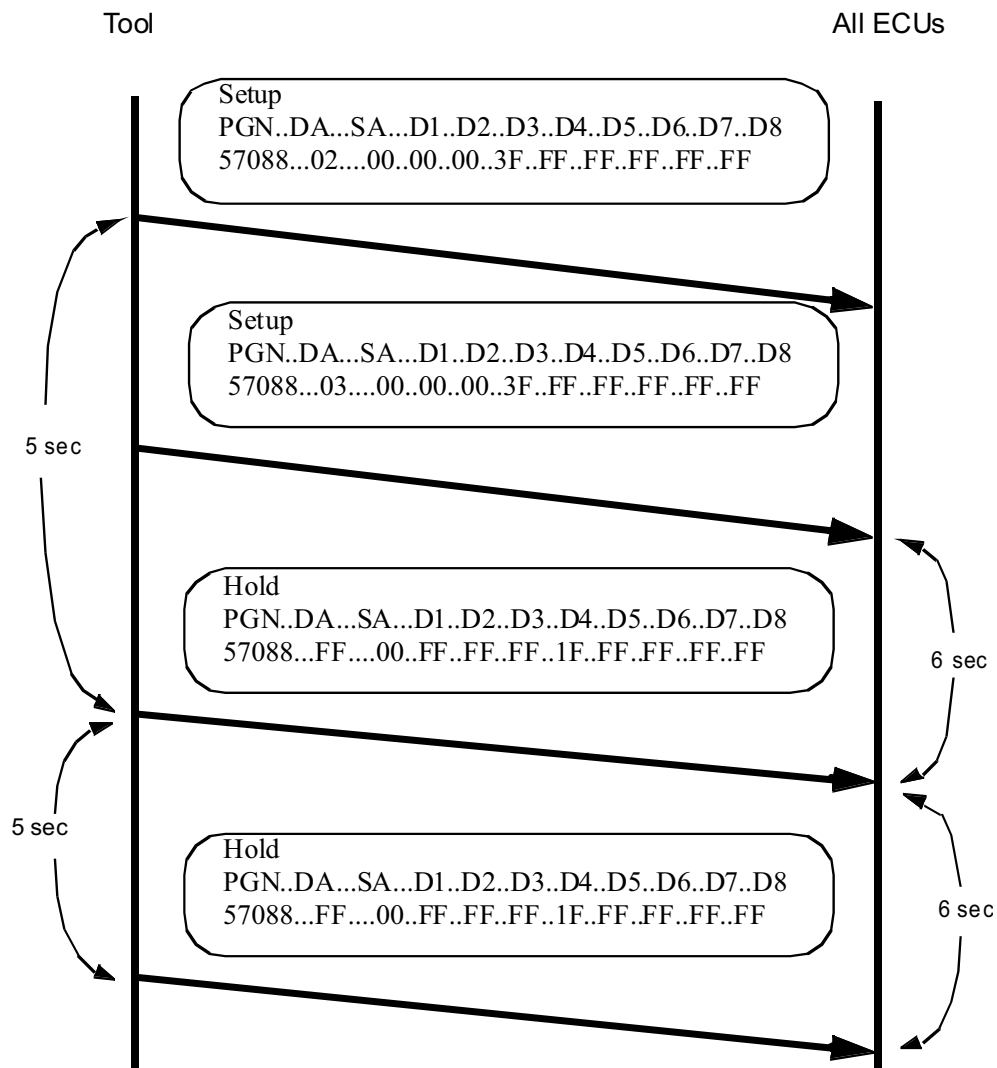 Tool
All ECUs
Setup
PGN..DA...SA...D1..D2..D3..D4..D5..D6..D7..D8
57088...02....00..00..00..3F..FF..FF..FF..FF..FF
Setup
PGN..DA...SA...D1..D2..D3..D4..D5..D6..D7..D8
57088...03....00..00..00..3F..FF..FF..FF..FF..FF
5 sec
Hold
PGN..DA...SA...D1..D2..D3..D4..D5..D6..D7..D8
57088...FF....00..FF..FF..FF..1F..FF..FF..FF..FF
6 sec
5 sec
Hold
PGN..DA...SA...D1..D2..D3..D4..D5..D6..D7..D8
57088...FF....00..FF..FF..FF..1F..FF..FF..FF..FF
6 sec